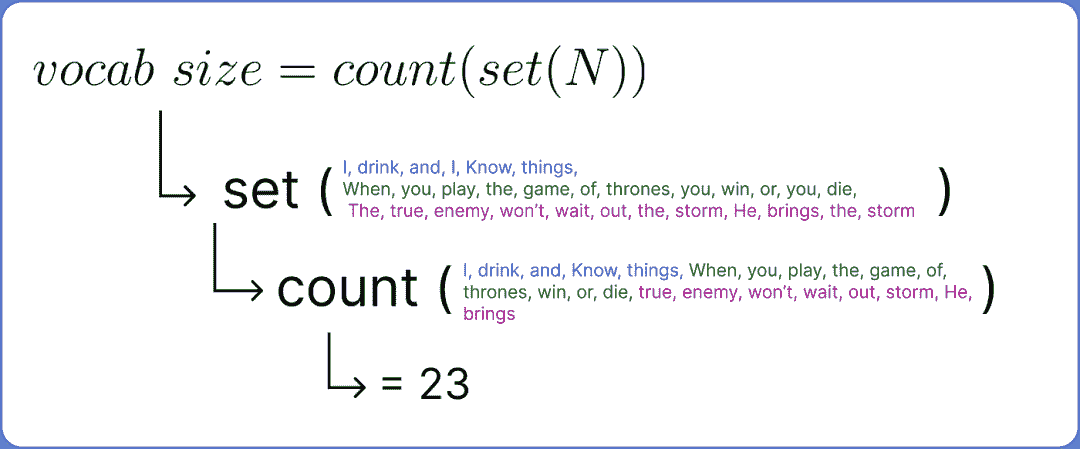 vocab size = count(set(N))
set ( I, drink, and, I, Know, things,
When, you, play, the, game, of, thrones, you, win, or, you, die,
The, true, enemy, won't, wait, out, the, storm, He, brings, the, storm )
count ( I, drink, and, Know, things, When, you, play, the, game, of,
thrones, win, or, die, true, enemy, won't, wait, out, storm, He,
brings )
= 23